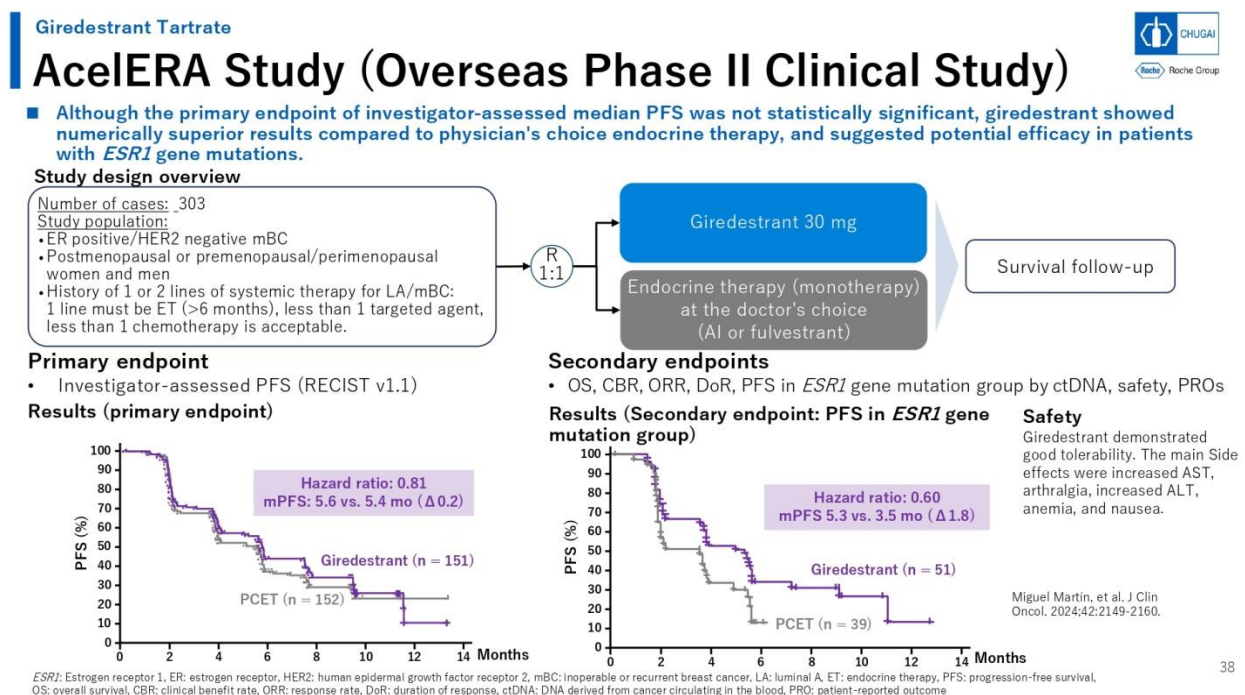 Giredestrant Tartrate
AcelERA Study (Overseas Phase II Clinical Study)
CHUGAI
Roche Roche Group
■ Although the primary endpoint of investigator-assessed median PFS was not statistically significant, giredestrant showed
numerically superior results compared to physician's choice endocrine therapy, and suggested potential efficacy in patients
with ESR1 gene mutations.
Study design overview
Number of cases: 303
Study population:
• ER positive/HER2 negative mBC
• Postmenopausal or premenopausal/perimenopausal
women and men
• History of 1 or 2 lines of systemic therapy for LA/mBC:
1 line must be ET (>6 months), less than 1 targeted agent,
less than 1 chemotherapy is acceptable.
R
1:1
Giredestrant 30 mg
Endocrine therapy (monotherapy)
at the doctor's choice
(AI or fulvestrant)
Survival follow-up
Primary endpoint
• Investigator-assessed PFS (RECIST v1.1)
Results (primary endpoint)
PFS (%)
100
90
80
70
60
50
40
30
20
10
0
Hazard ratio: 0.81
mPFS: 5.6 vs. 5.4 mo (Δ0.2)
Giredestrant (n = 151)
PCET (n = 152)
0 2 4 6 8 10 12 14 Months
Secondary endpoints
• OS, CBR, ORR, DoR, PFS in ESR1 gene mutation group by ctDNA, safety, PROs
Results (Secondary endpoint: PFS in ESR1 gene
mutation group)
PFS (%)
100
90
80
70
60
50
40
30
20
10
0
Hazard ratio: 0.60
mPFS 5.3 vs. 3.5 mo (Δ1.8)
Giredestrant (n = 51)
PCET (n = 39)
0 2 4 6 8 10 12 14 Months
Safety
Giredestrant demonstrated
good tolerability. The main Side
effects were increased AST,
arthralgia, increased ALT,
anemia, and nausea.
Miguel Martin, et al. J Clin
Oncol. 2024;42:2149-2160.
ESR1: Estrogen receptor 1, ER: estrogen receptor, HER2: human epidermal growth factor receptor 2, mBC: inoperable or recurrent breast cancer, LA: luminal A, ET: endocrine therapy, PFS: progression-free survival,
OS: overall survival, CBR: clinical benefit rate, ORR: response rate, DoR: duration of response, ctDNA: DNA derived from cancer circulating in the blood, PRO: patient-reported outcome
38